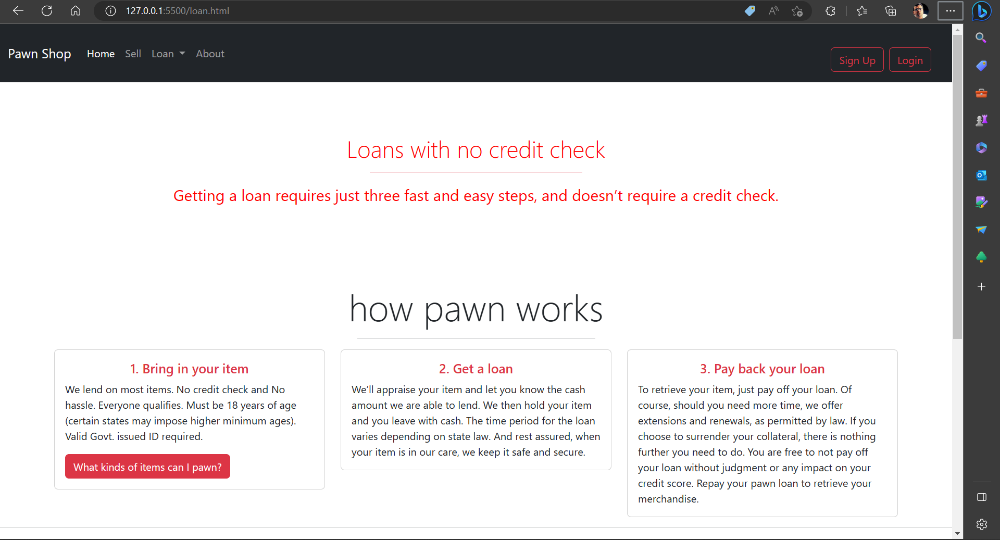 127.0.0.1:5500/loan.html
Pawn Shop Home Sell Loan About Sign Up Login
Loans with no credit check
Getting a loan requires just three fast and easy steps, and doesn’t require a credit check.
how pawn works
1. Bring in your item
We lend on most items. No credit check and No
hassle. Everyone qualifies. Must be 18 years of age
(certain states may impose higher minimum ages).
Valid Govt. issued ID required.
What kinds of items can I pawn?
2. Get a loan
We’ll appraise your item and let you know the cash
amount we are able to lend. We then hold your item
and you leave with cash. The time period for the loan
varies depending on state law. And rest assured, when
your item is in our care, we keep it safe and secure.
3. Pay back your loan
To retrieve your item, just pay off your loan. Of
course, should you need more time, we offer
extensions and renewals, as permitted by law. If you
choose to surrender your collateral, there is nothing
further you need to do. You are free to not pay off
your loan without judgment or any impact on your
credit score. Repay your pawn loan to retrieve your
merchandise.